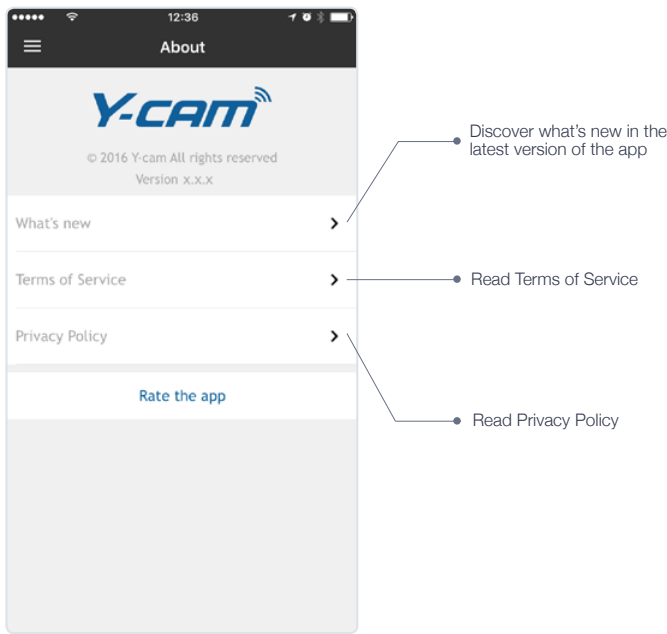 12:36
About
Y-cam
© 2016 Y-cam All rights reserved
Version x.x.x
What's new
Terms of Service
Privacy Policy
Rate the app
Discover what's new in the
latest version of the app
Read Terms of Service
Read Privacy Policy